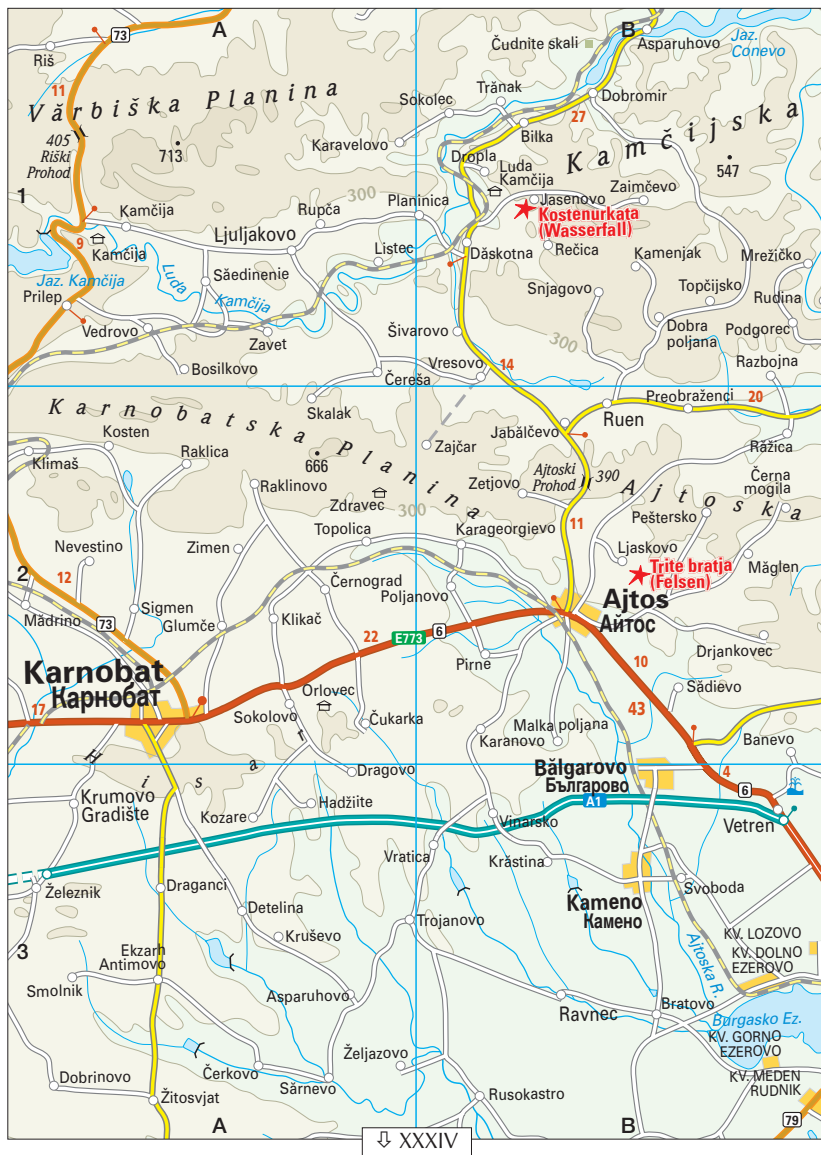 73
A
B
Riš
Čudnite skali
Asparuhovo
Jaz.
Conevo
11
Vărbiška Planina
Sokolec
Trănak
Dobromir
27
405
Riški
Prohod
713
Karavelovo
Bilka
Kamčijska
Dropla
Luda
Kamčija
547
1
300
Jasenovo
Zaimčevo
Kostenurkata
(Wasserfall)
Planinica
Kamčija
Rupča
Ljuljakovo
9
Kamčija
Listec
Dăskotna
Rečica
Kamenjak
Mrežičko
Jaz. Kamčija
Luda
Kamčija
Săedinenie
Snjagovo
Topčijsko
Prilep
Rudina
Vedrovo
Zavet
Šivarovo
300
Dobra
poljana
Podgorec
Bosilkovo
Čereša
Vresovo
14
Razbojna
Karnobatska Planina
Skalak
Preobraženci
20
Ruen
Jabălčevo
Kosten
Klimaš
Raklica
666
Zajčar
Răžica
Ajtoski
Prohod
390
Ajtoska
Černa
mogila
Raklinovo
Zetjovo
Zdravec
300
Peštersko
11
Topolica
Karageorgievo
Nevestino
Zimen
Ljaskovo
Trite bratja
(Felsen)
Măglen
2
12
Černograd
Poljanovo
Ajtos
Айтос
73
Sigmen
Mădrino
Glumče
Klikač
22
E773
6
10
Drjankovec
Karnobat
Карнобат
Pirne
Orlovec
Sădievo
17
Sokolovo
Čukarka
43
Malka poljana
Karanovo
Banevo
Hisar
Dragovo
Bălgarovo
Българово
4
Krumovo
Gradište
Hadžiite
A1
6
Kozare
Vinarsko
Vetren
Vratica
Krăstina
Železnik
Draganci
Svoboda
Kameno
Камено
Detelina
Trojanovo
Kruševo
KV. LOZOVO
3
Ekzarh
Antimovo
KV. DOLNO
EZEROVO
Ajtoska R.
Smolnik
Asparuhovo
Ravnec
Bratovo
Burgasko Ez.
KV. GORNO
EZEROVO
Čerkovo
Željazovo
Dobrinovo
Sărnevo
KV. MEDEN
RUDNIK
Žitosvjat
Rusokastro
79
A
B
⇩ XXXIV